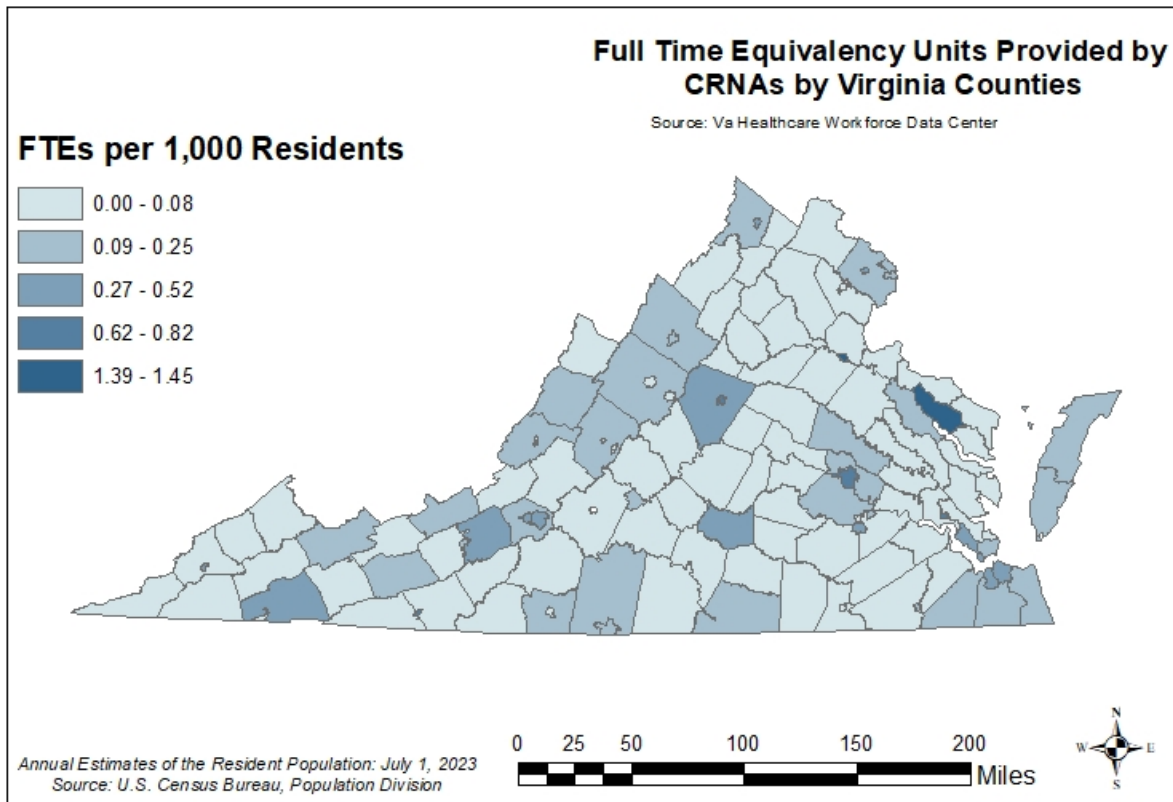 Full Time Equivalency Units Provided by
CRNAs by Virginia Counties
Source: Va Healthcare Workforce Data Center
FTEs per 1,000 Residents
0.00 - 0.08
0.09 - 0.25
0.27 - 0.52
0.62 - 0.82
1.39 - 1.45
Annual Estimates of the Resident Population: July 1, 2023
Source: U.S. Census Bureau, Population Division
0 25 50 100 150 200
Miles
N
W E
S